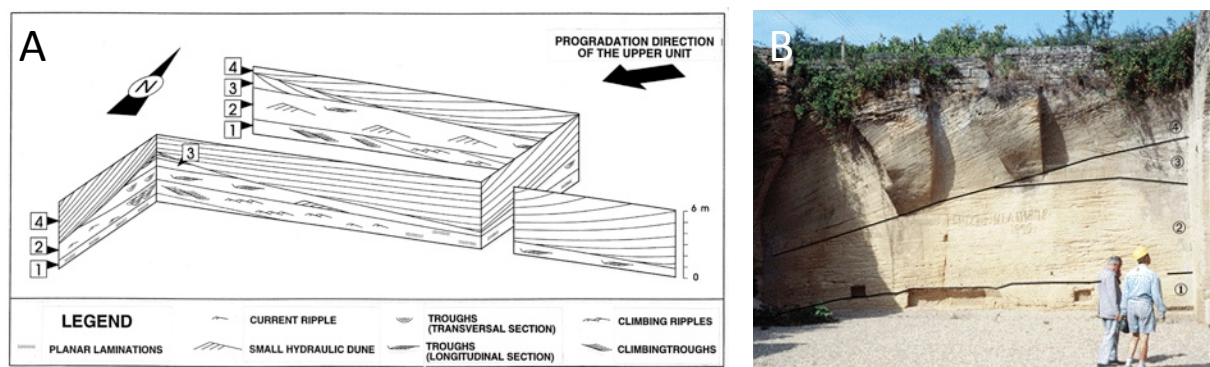 A
N
PROGRADATION DIRECTION
OF THE UPPER UNIT
4
3
2
1
3
4
2
1
6 m
0
LEGEND
PLANAR LAMINATIONS
CURRENT RIPPLE
SMALL HYDRAULIC DUNE
TROUGHS
(TRANSVERSAL SECTION)
TROUGHS
(LONGITUDINAL SECTION)
CLIMBING RIPPLES
CLIMBINGTROUGHS
B
④
③
②
①